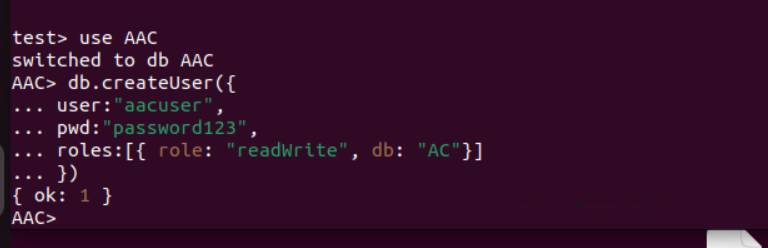 test> use AAC
switched to db AAC
AAC> db.createUser({
... user:"aacuser",
... pwd:"password123",
... roles:[{ role: "readWrite", db: "AC"}]
... })
{ ok: 1 }
AAC>